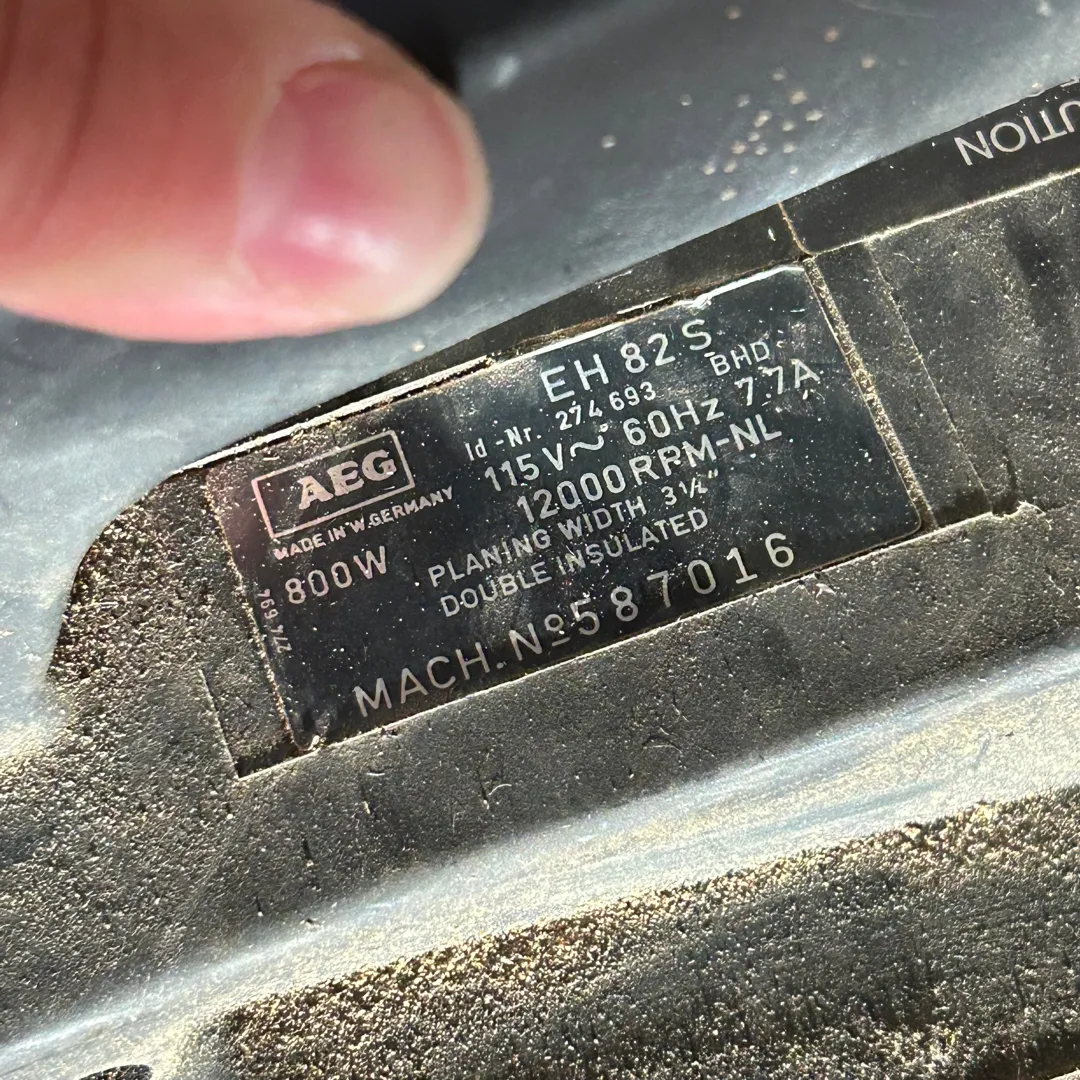 UTION
EH 82 S
Id-Nr. 274 693 BHD
115 V~ 60Hz 7.7A
12000 RPM-NL
AEG
MADE IN W.GERMANY
800W
PLANING WIDTH 3¼"
DOUBLE INSULATED
MACH. Nº 587016
274 694